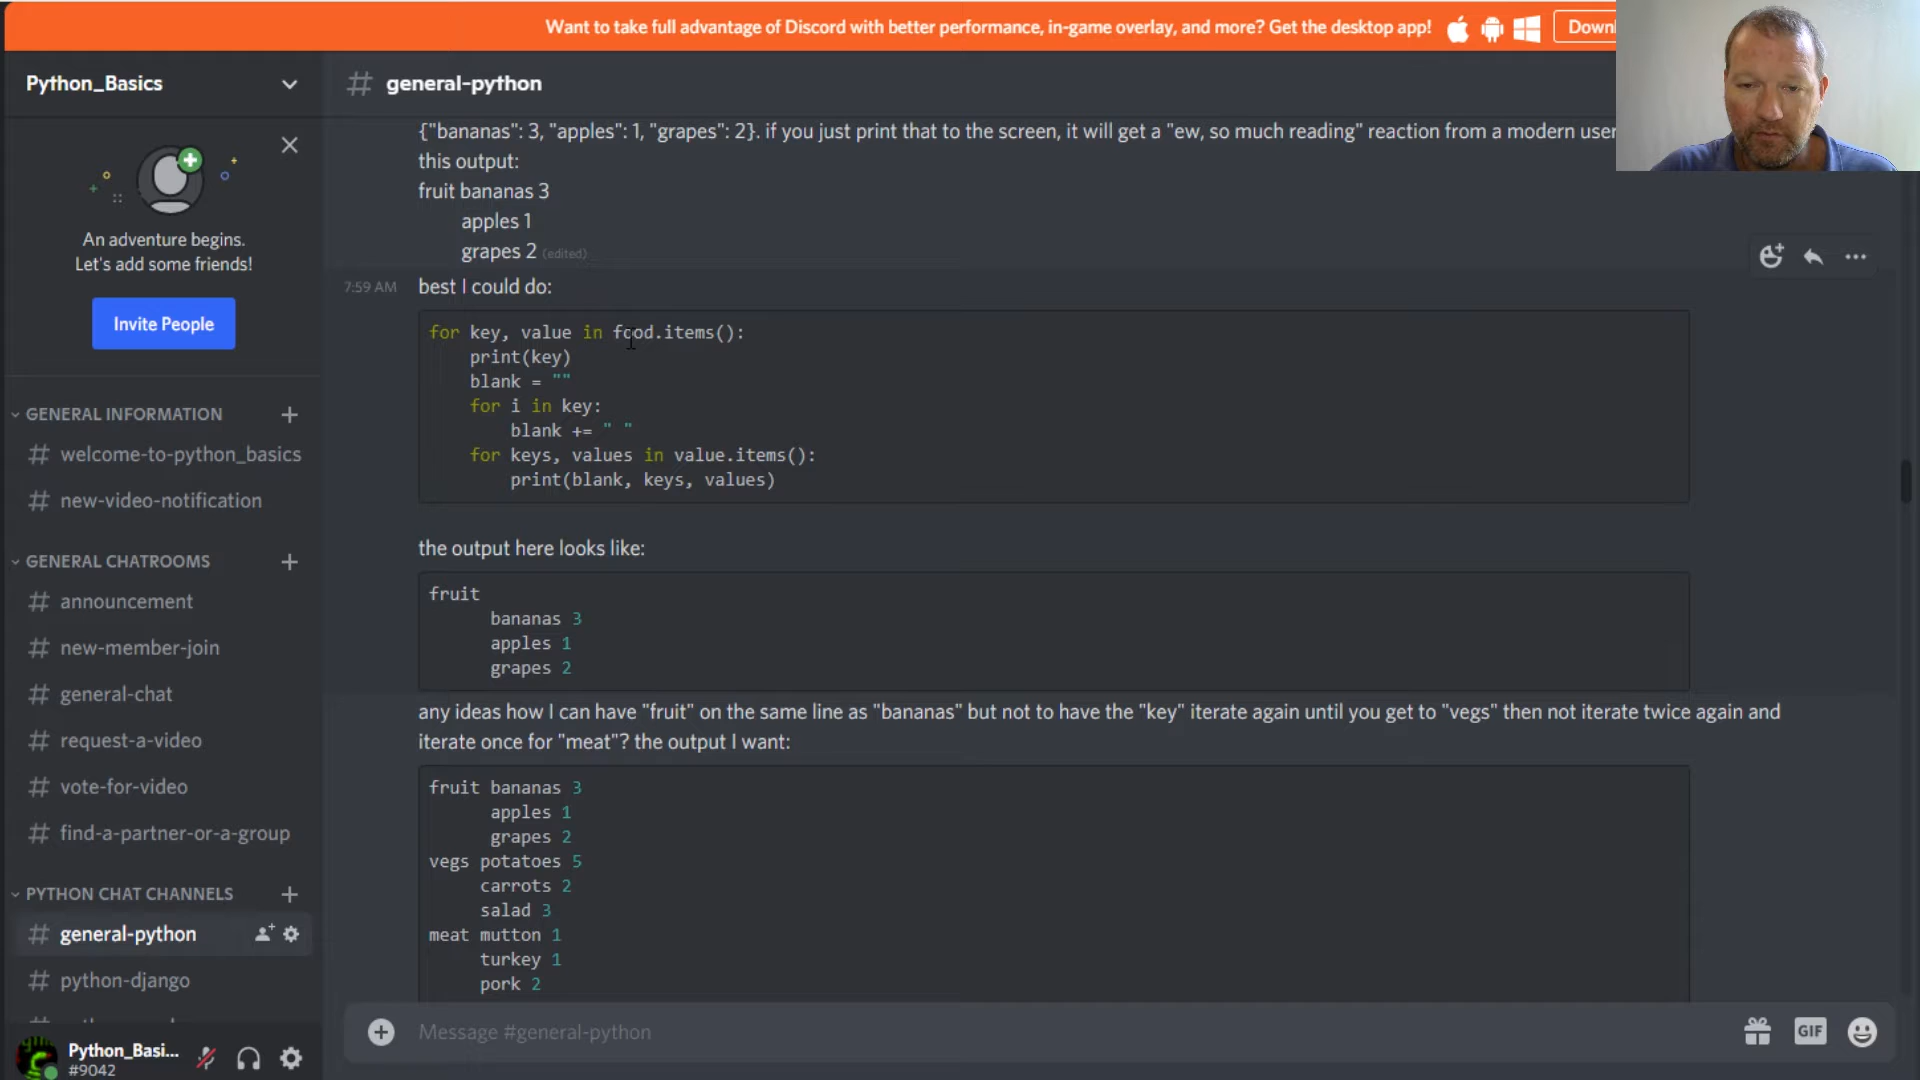 Want to take full advantage of Discord with better performance, in-game overlay, and more? Get the desktop app!
Python_Basics
general-python
{"bananas": 3, "apples": 1, "grapes": 2}. if you just print that to the screen, it will get a "ew, so much reading" reaction from a modern user
this output:
fruit bananas 3
apples 1
grapes 2 (edited)
An adventure begins.
Let's add some friends!
Invite People
7:59 AM best I could do:
for key, value in food.items():
    print(key)
    blank = ""
    for i in key:
        blank += " "
    for keys, values in value.items():
        print(blank, keys, values)
the output here looks like:
fruit
      bananas 3
      apples 1
      grapes 2
any ideas how I can have "fruit" on the same line as "bananas" but not to have the "key" iterate again until you get to "vegs" then not iterate twice again and
iterate once for "meat"? the output I want:
fruit bananas 3
      apples 1
      grapes 2
vegs potatoes 5
     carrots 2
     salad 3
meat mutton 1
     turkey 1
     pork 2
GENERAL INFORMATION
# welcome-to-python_basics
# new-video-notification
GENERAL CHATROOMS
# announcement
# new-member-join
# general-chat
# request-a-video
# vote-for-video
# find-a-partner-or-a-group
PYTHON CHAT CHANNELS
# general-python
# python-django
Python_Basi...
#9042
Message #general-python
GIF